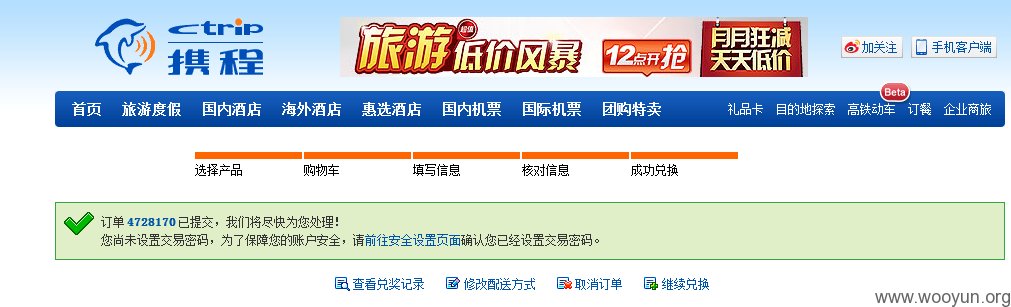 ctrip
携程
旅游 超值 低价风暴 12点开抢 月月狂减
天天低价
加关注 手机客户端
首页 旅游度假 国内酒店 海外酒店 惠选酒店 国内机票 国际机票 团购特卖 礼品卡 目的地探索 高铁动车 Beta 订餐 企业商旅
选择产品 购物车 填写信息 核对信息 成功兑换
订单 4728170 已提交，我们将尽快为您处理！
您尚未设置交易密码，为了保障您的账户安全，请前往安全设置页面确认您已经设置交易密码。
查看兑奖记录 修改配送方式 取消订单 继续兑换
www.wooyun.org